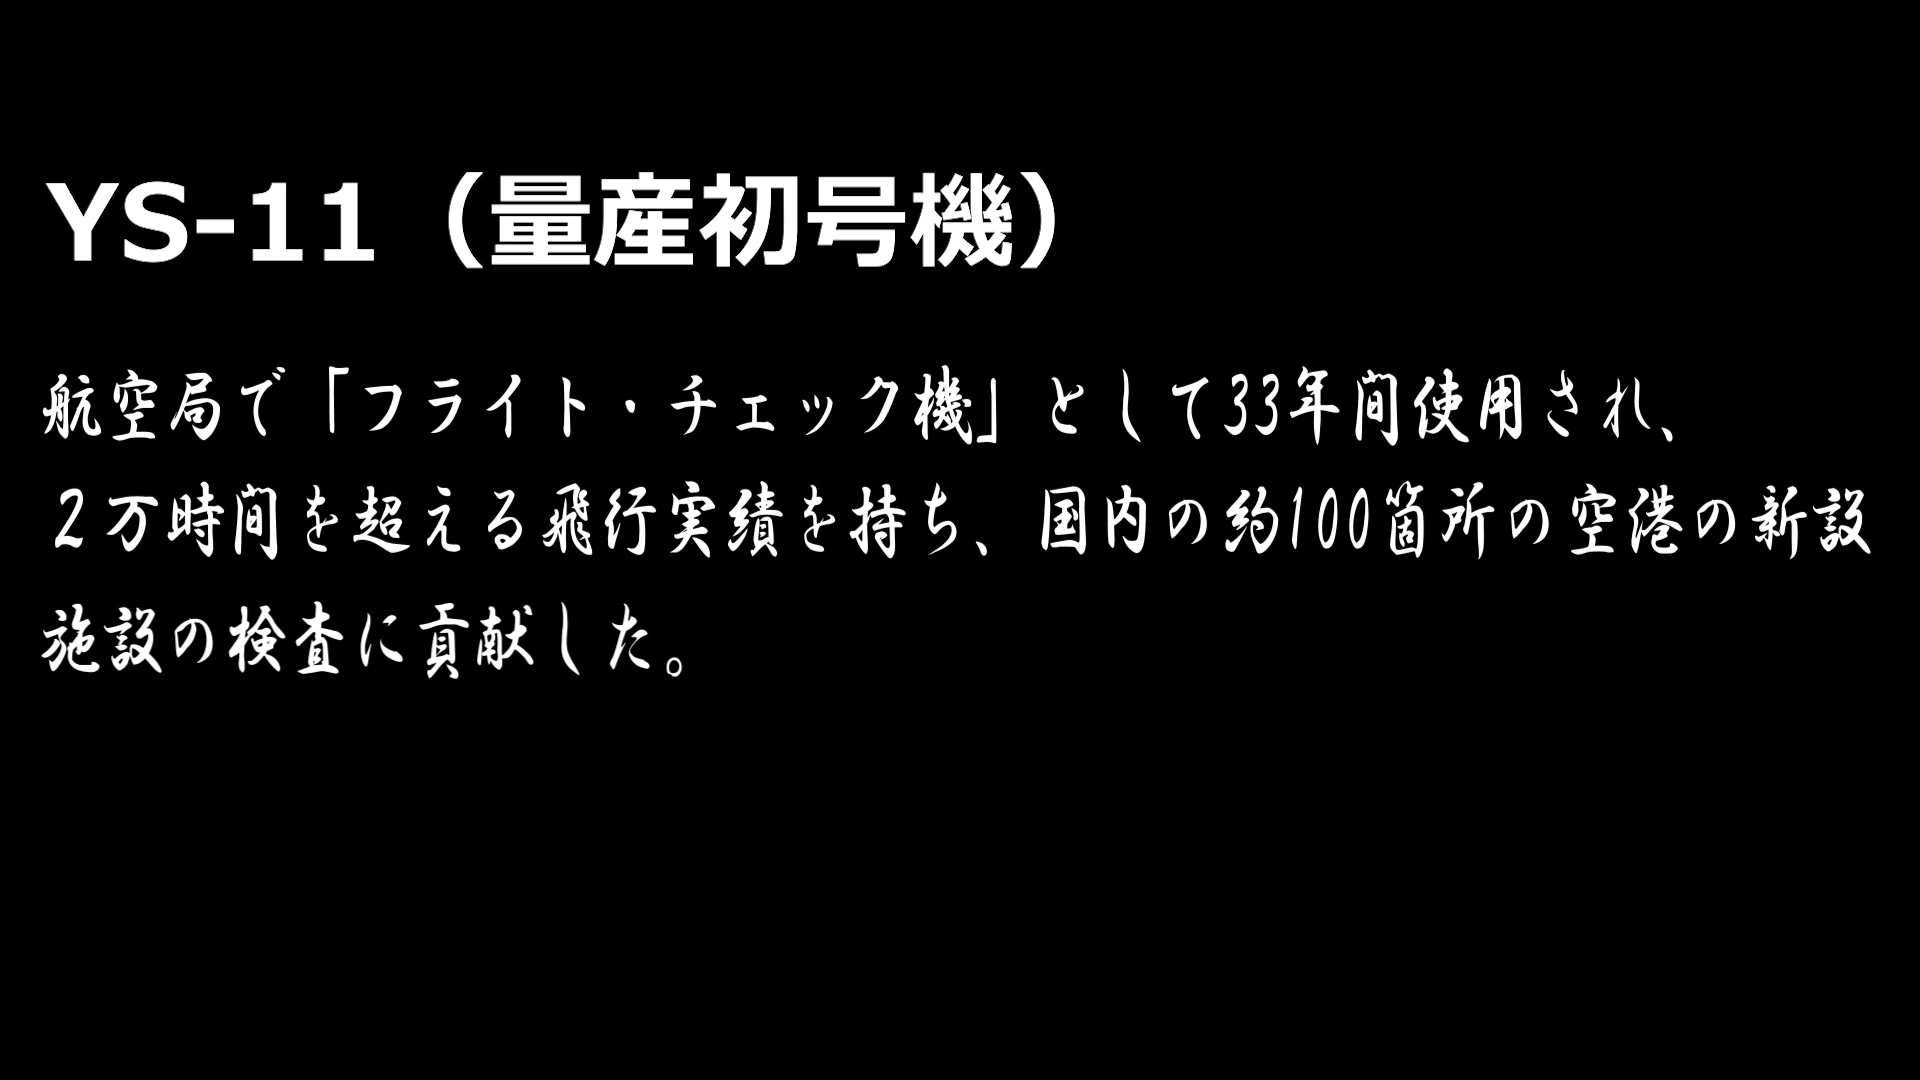 YS-11（量産初号機）
航空局で「フライト・チェック機」として33年間使用され、
２万時間を超える飛行実績を持ち、国内の約100箇所の空港の新設
施設の検査に貢献した。